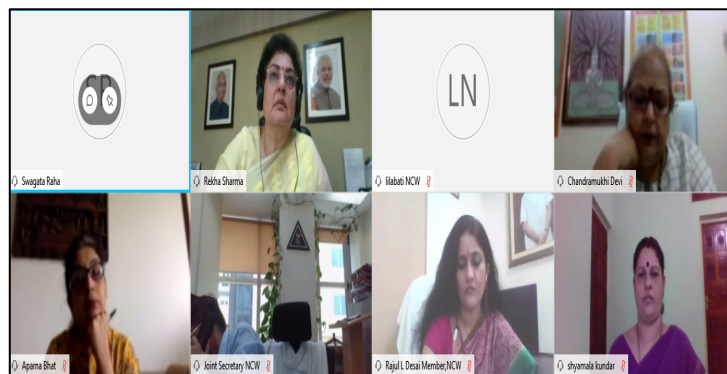 SR
Swagata Raha
Rekha Sharma
LN
lilabati NCW
Chandramukhi Devi
Aparna Bhat
Joint Secretary NCW
Rajul L Desai Member,NCW
shyamala kundar